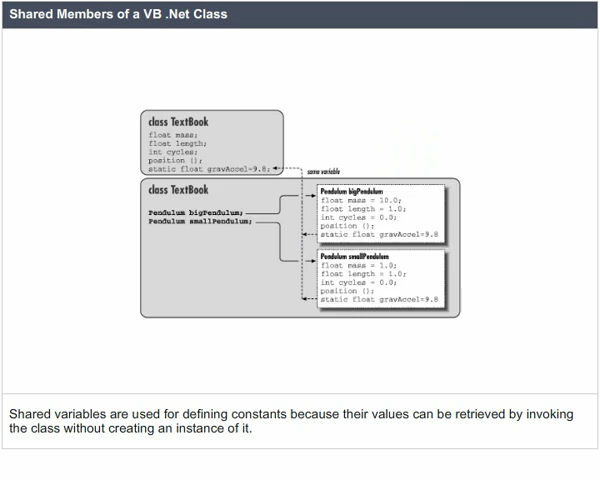 Shared Members of a VB .Net Class
class TextBook
float mass;
float length;
int cycles;
position ();
static float gravAccel=9.8;
same variable
class TextBook
Pendulum bigPendulum;
Pendulum smallPendulum;
Pendulum bigPendulum
float mass = 10.0;
float length = 1.0;
int cycles = 0.0;
position ();
static float gravAccel=9.8
Pendulum smallPendulum
float mass = 1.0;
float length = 1.0;
int cycles = 0.0;
position ();
static float gravAccel=9.8
Shared variables are used for defining constants because their values can be retrieved by invoking
the class without creating an instance of it.